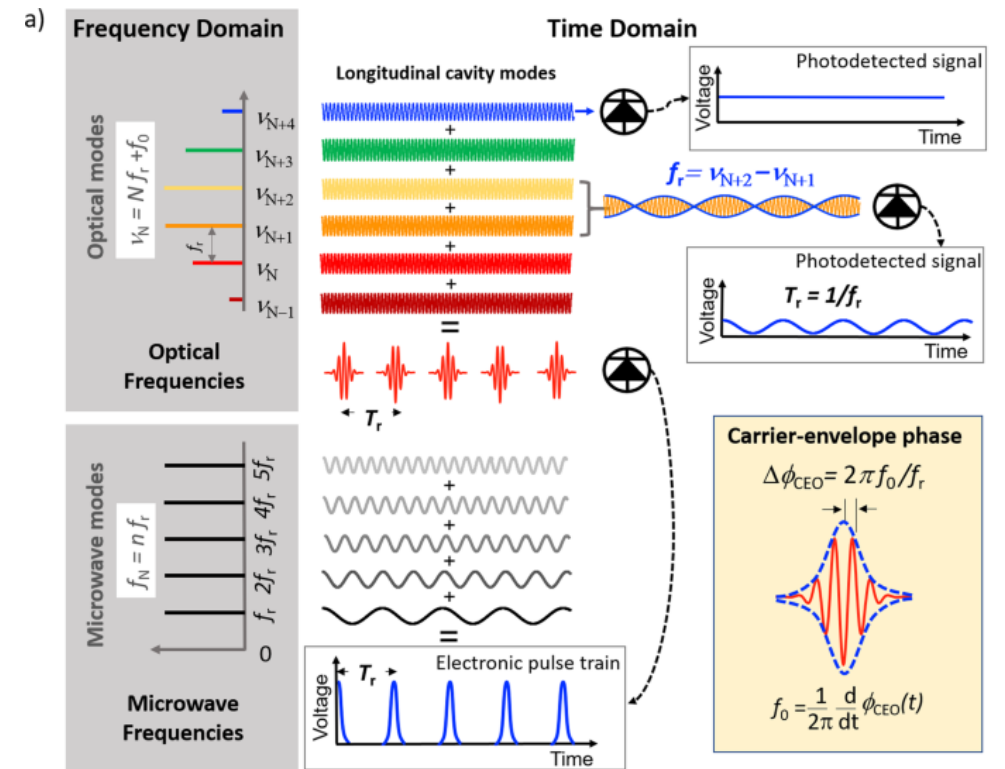 a)
Frequency Domain
Time Domain
Longitudinal cavity modes
Optical modes
ν_N = N f_r + f_0
ν_N+4
ν_N+3
ν_N+2
ν_N+1
f_r
ν_N
ν_N−1
Optical
Frequencies
+
+
+
+
+
=
T_r
Photodetected signal
Voltage
Time
f_r = ν_N+2 − ν_N+1
Photodetected signal
T_r = 1/f_r
Voltage
Time
Microwave modes
f_N = n f_r
5f_r
4f_r
3f_r
2f_r
f_r
0
Microwave
Frequencies
+
+
+
+
=
Electronic pulse train
T_r
Voltage
Time
Carrier-envelope phase
Δϕ_CEO = 2π f_0/f_r
f_0 = 1/2π d/dt ϕ_CEO(t)